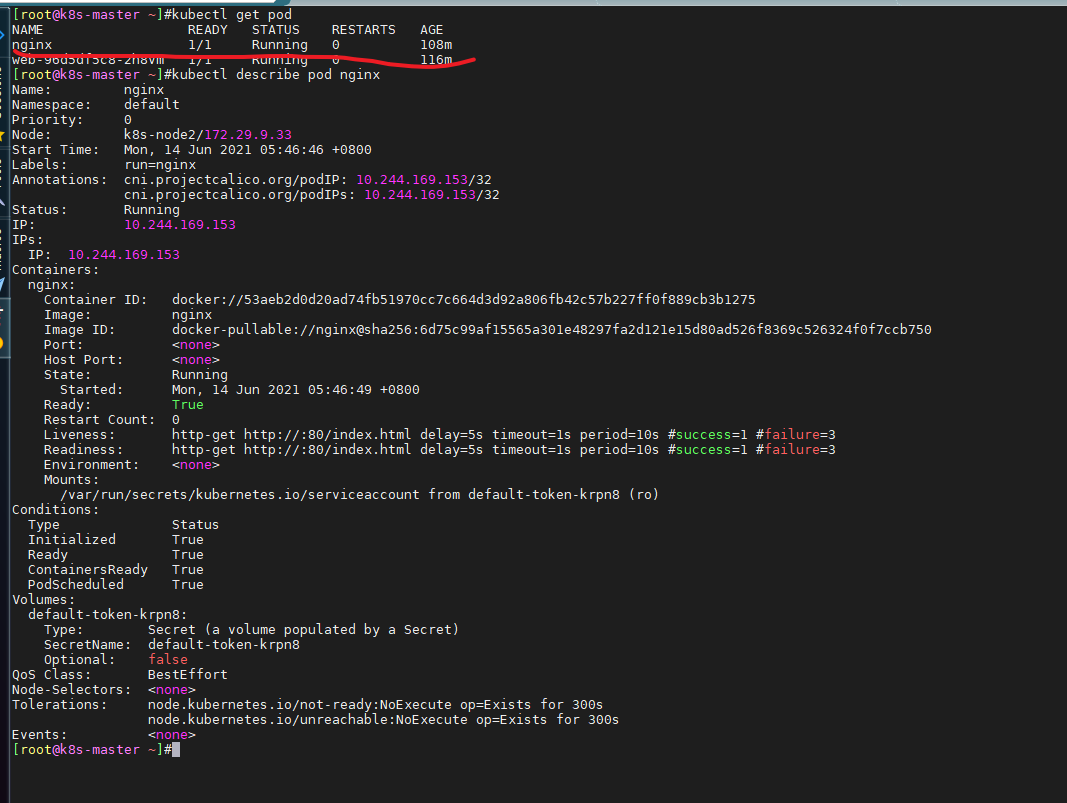 [root@k8s-master ~]#kubectl get pod
NAME                  READY   STATUS    RESTARTS   AGE
nginx                 1/1     Running   0          108m
web-96d5df5c8-2h8vm   1/1     Running   0          116m
[root@k8s-master ~]#kubectl describe pod nginx
Name:         nginx
Namespace:    default
Priority:     0
Node:         k8s-node2/172.29.9.33
Start Time:   Mon, 14 Jun 2021 05:46:46 +0800
Labels:       run=nginx
Annotations:  cni.projectcalico.org/podIP: 10.244.169.153/32
              cni.projectcalico.org/podIPs: 10.244.169.153/32
Status:       Running
IP:           10.244.169.153
IPs:
  IP:  10.244.169.153
Containers:
  nginx:
    Container ID:   docker://53aeb2d0d20ad74fb51970cc7c664d3d92a806fb42c57b227ff0f889cb3b1275
    Image:          nginx
    Image ID:       docker-pullable://nginx@sha256:6d75c99af15565a301e48297fa2d121e15d80ad526f8369c526324f0f7ccb750
    Port:           <none>
    Host Port:      <none>
    State:          Running
      Started:      Mon, 14 Jun 2021 05:46:49 +0800
    Ready:          True
    Restart Count:  0
    Liveness:       http-get http://:80/index.html delay=5s timeout=1s period=10s #success=1 #failure=3
    Readiness:      http-get http://:80/index.html delay=5s timeout=1s period=10s #success=1 #failure=3
    Environment:    <none>
    Mounts:
      /var/run/secrets/kubernetes.io/serviceaccount from default-token-krpn8 (ro)
Conditions:
  Type              Status
  Initialized       True
  Ready             True
  ContainersReady   True
  PodScheduled      True
Volumes:
  default-token-krpn8:
    Type:        Secret (a volume populated by a Secret)
    SecretName:  default-token-krpn8
    Optional:    false
QoS Class:       BestEffort
Node-Selectors:  <none>
Tolerations:     node.kubernetes.io/not-ready:NoExecute op=Exists for 300s
                 node.kubernetes.io/unreachable:NoExecute op=Exists for 300s
Events:          <none>
[root@k8s-master ~]#